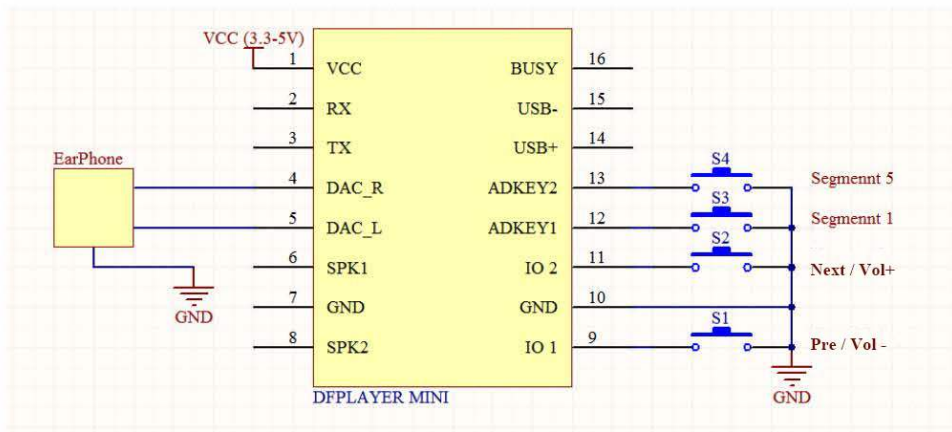 VCC (3.3-5V)
1 VCC BUSY 16
2 RX USB- 15
3 TX USB+ 14
EarPhone
S4
4 DAC_R ADKEY2 13 Segmennt 5
S3
5 DAC_L ADKEY1 12 Segmennt 1
S2
6 SPK1 IO 2 11 Next / Vol+
7 GND GND 10
GND
S1
8 SPK2 IO 1 9 Pre / Vol -
DFPLAYER MINI
GND